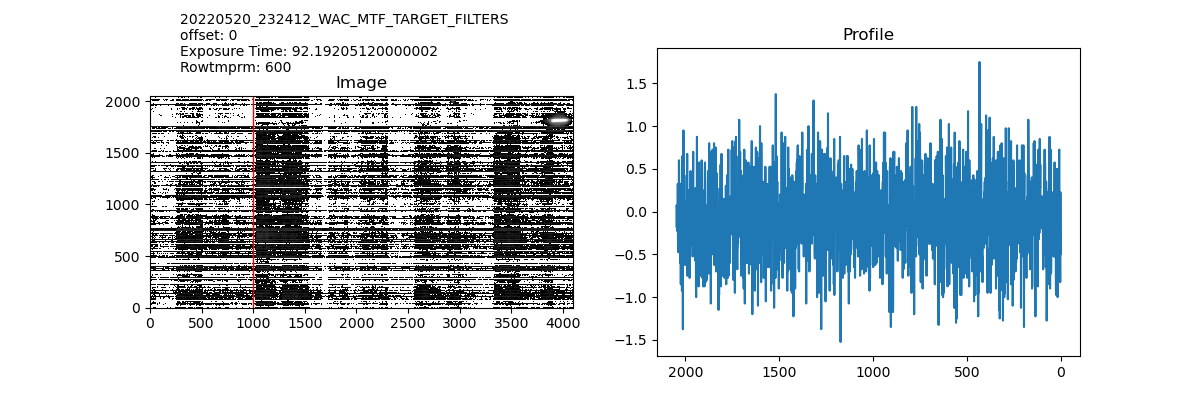 20220520_232412_WAC_MTF_TARGET_FILTERS
offset: 0
Exposure Time: 92.19205120000002
Rowtmprm: 600
Image
2000
1500
1000
500
0
0 500 1000 1500 2000 2500 3000 3500 4000
Profile
1.5
1.0
0.5
0.0
−0.5
−1.0
−1.5
2000 1500 1000 500 0